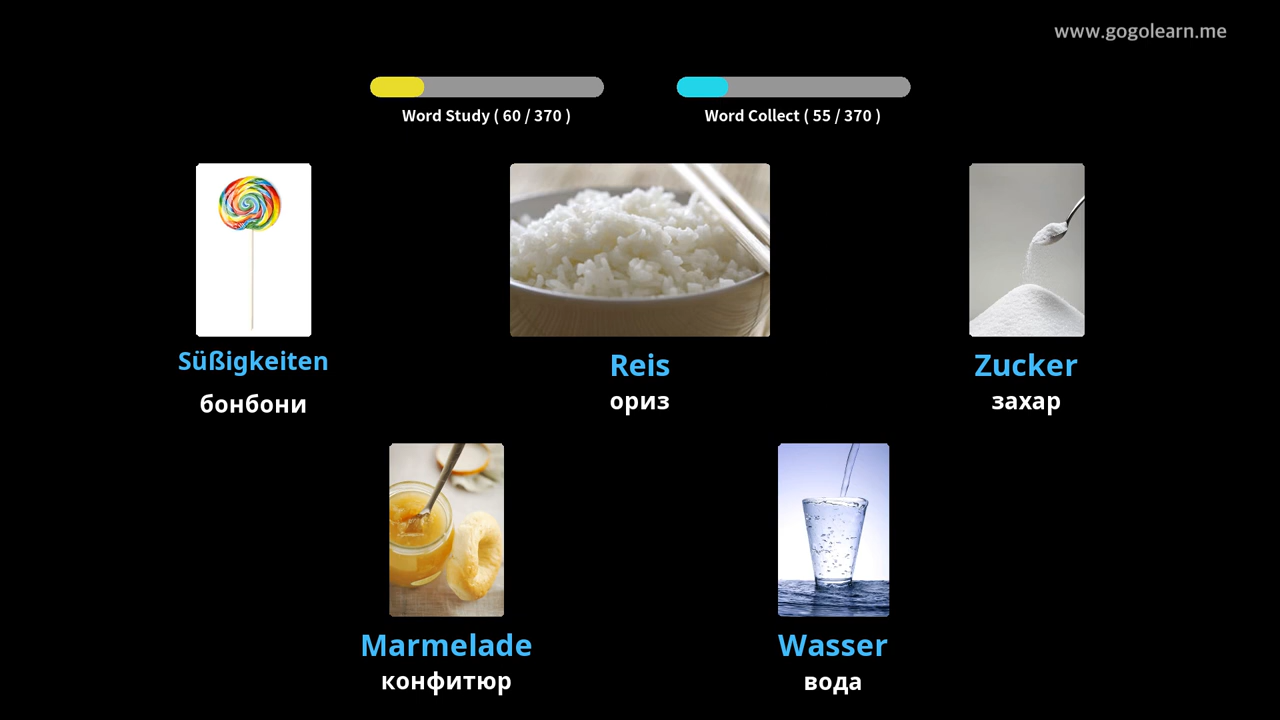 www.gogolearn.me
Word Study ( 60 / 370 )
Word Collect ( 55 / 370 )
Süßigkeiten
бонбони
Reis
ориз
Zucker
захар
Marmelade
конфитюр
Wasser
вода